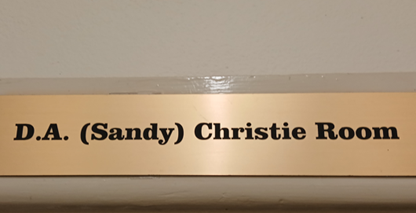 D.A. (Sandy) Christie Room